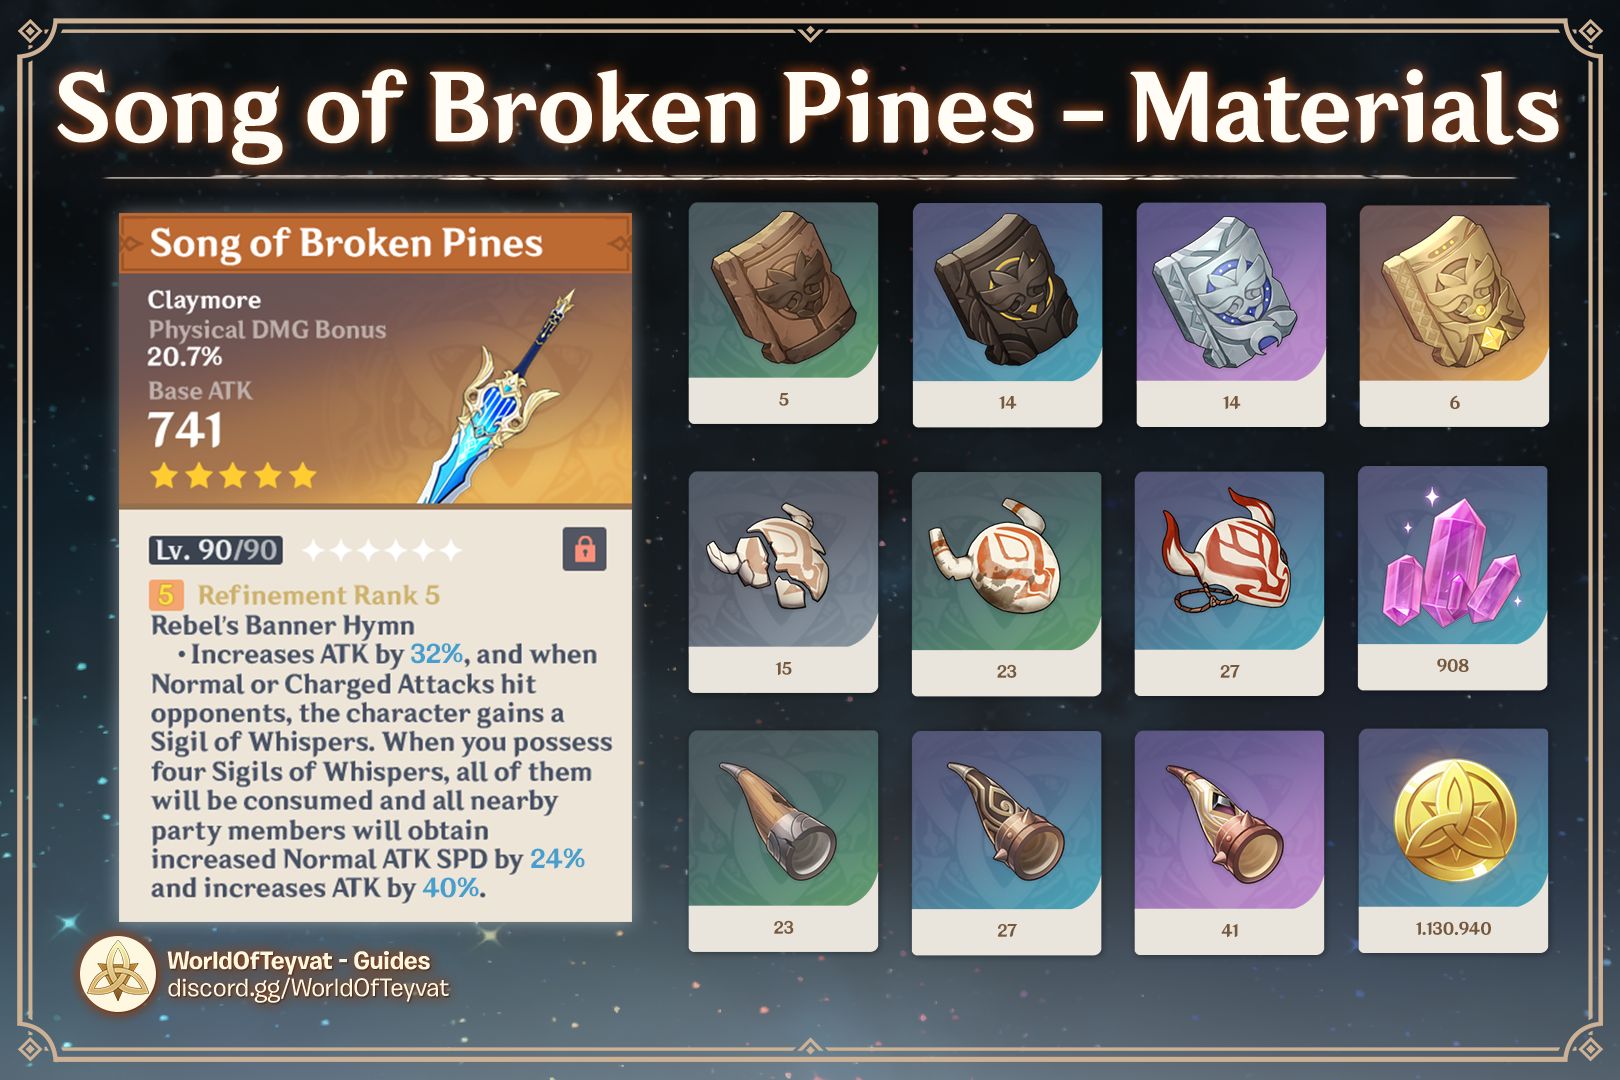 Song of Broken Pines – Materials
Song of Broken Pines
Claymore
Physical DMG Bonus
20.7%
Base ATK
741
Lv. 90/90
5 Refinement Rank 5
Rebel's Banner Hymn
• Increases ATK by 32%, and when
Normal or Charged Attacks hit
opponents, the character gains a
Sigil of Whispers. When you possess
four Sigils of Whispers, all of them
will be consumed and all nearby
party members will obtain
increased Normal ATK SPD by 24%
and increases ATK by 40%.
5
14
14
6
15
23
27
908
23
27
41
1.130.940
WorldOfTeyvat - Guides
discord.gg/WorldOfTeyvat